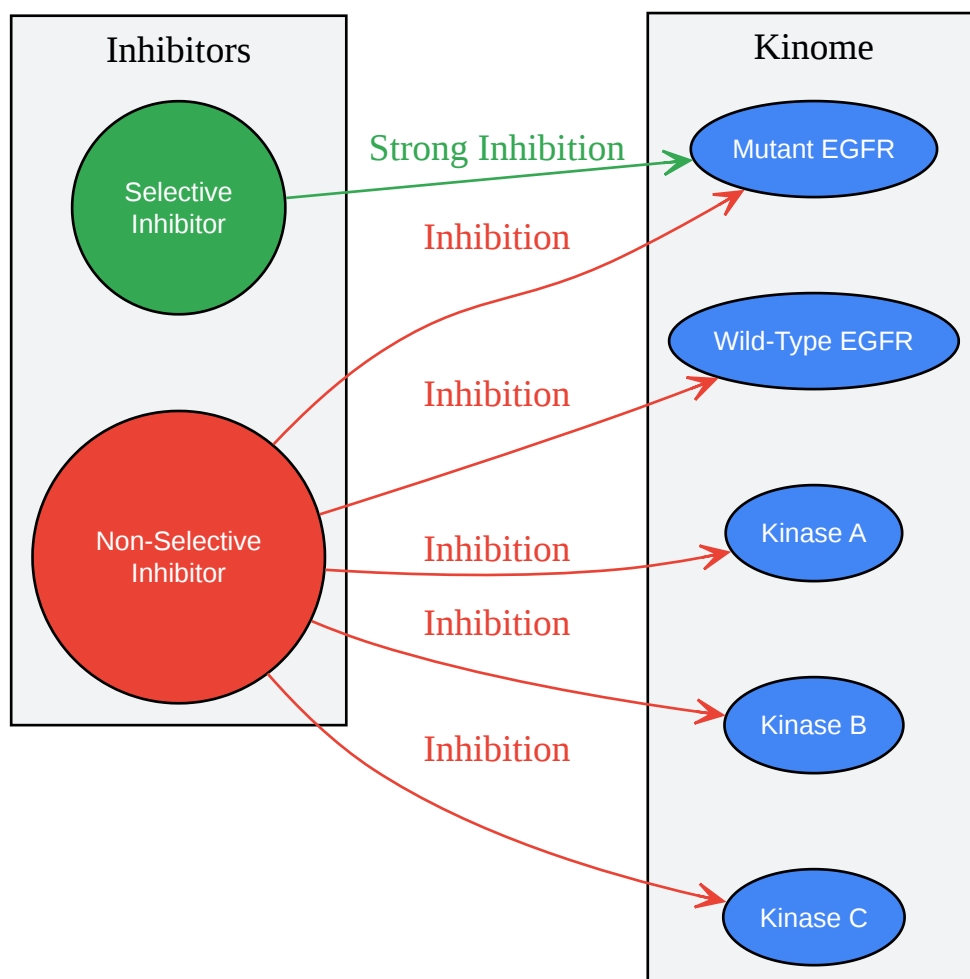 Inhibitors
Kinome
Selective
Inhibitor
Strong Inhibition
Mutant EGFR
Inhibition
Wild-Type EGFR
Inhibition
Non-Selective
Inhibitor
Inhibition
Kinase A
Inhibition
Kinase B
Inhibition
Kinase C